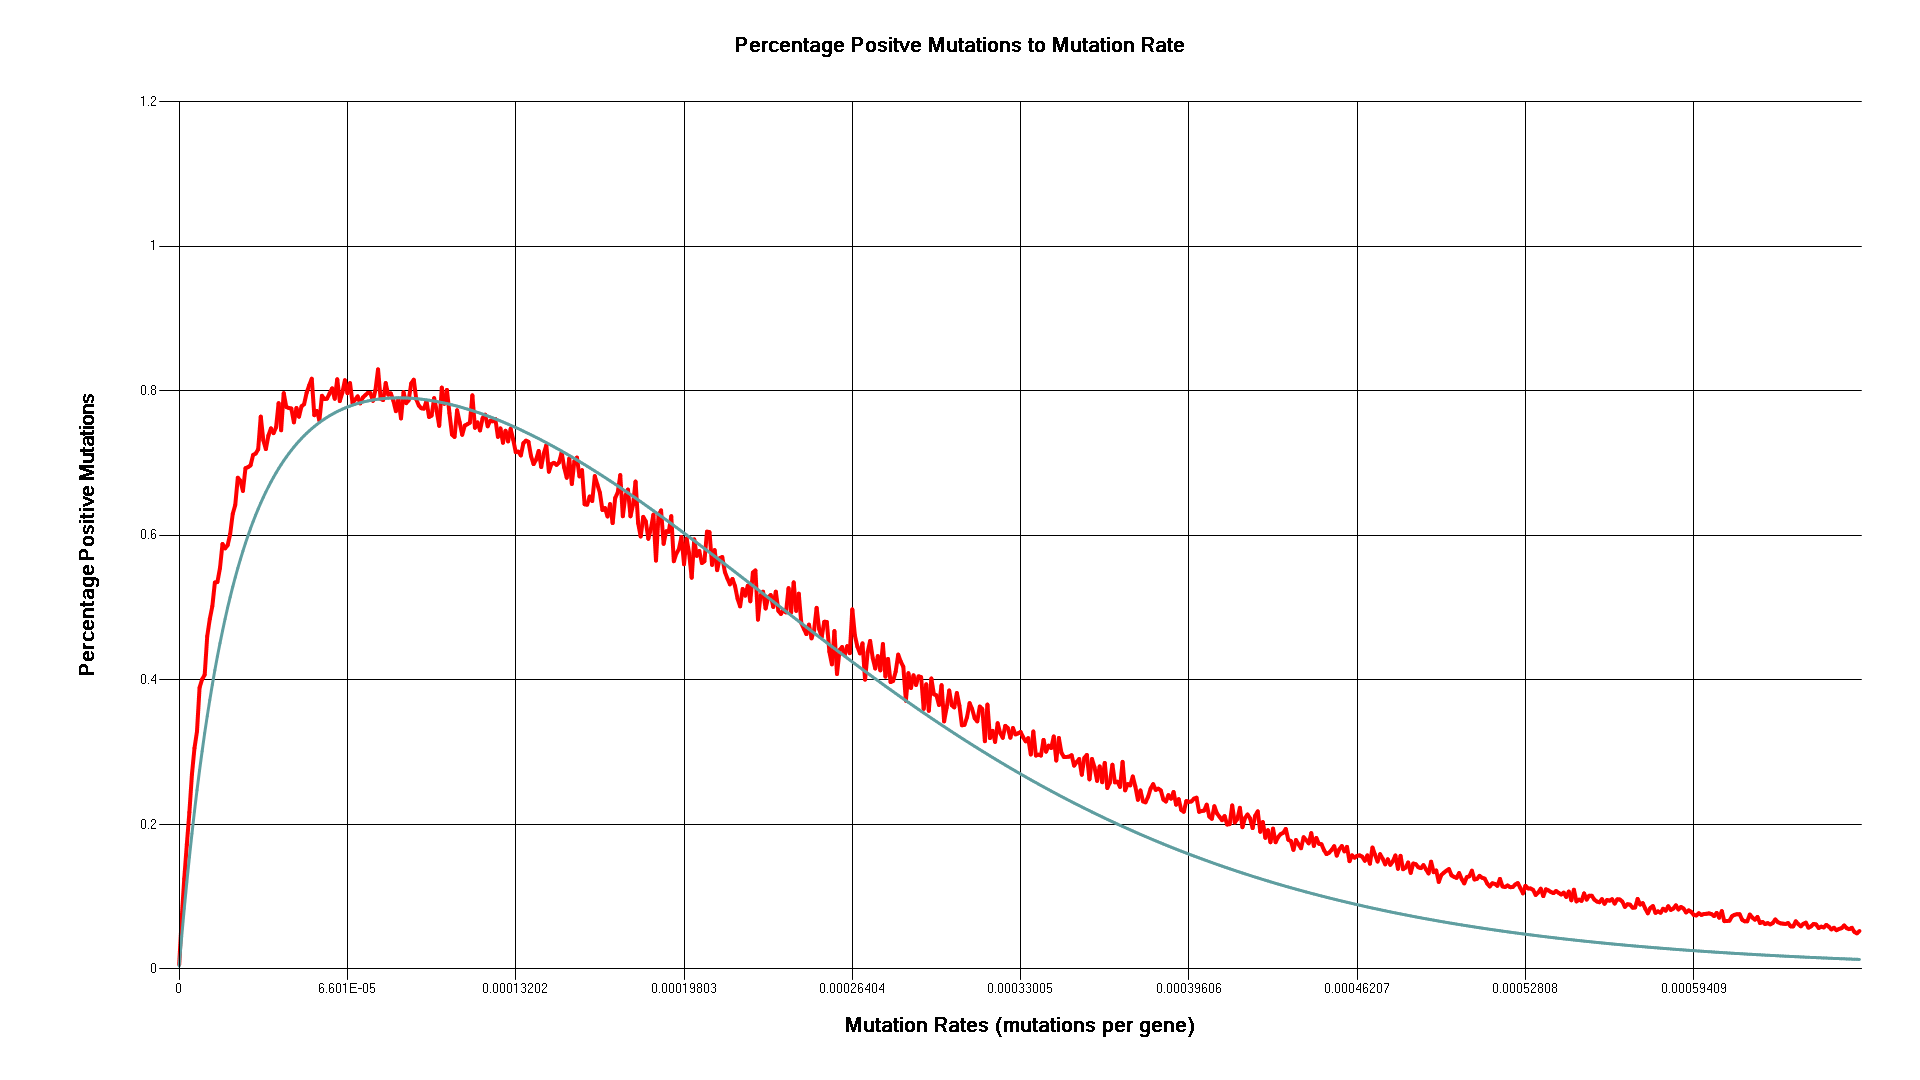 Percentage Positve Mutations to Mutation Rate
1.2
1
0.8
0.6
0.4
0.2
0
Percentage Positive Mutations
0 6.601E-05 0.00013202 0.00019803 0.00026404 0.00033005 0.00039606 0.00046207 0.00052808 0.00059409
Mutation Rates (mutations per gene)